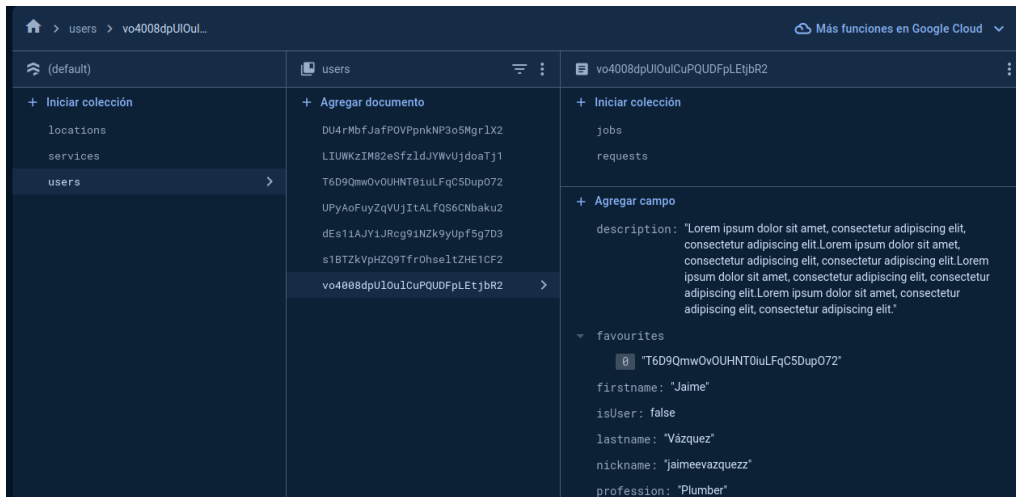 users > vo4008dpUlOul...
Más funciones en Google Cloud
(default)
+ Iniciar colección
locations
services
users
users
+ Agregar documento
DU4rMbfJafPOVPpnkNP3o5MgrlX2
LIUWKzIM82eSfzldJYWvUjdoaTj1
T6D9QmwOvOUHNT0iuLFqC5DupO72
UPyAoFuyZqVUjItALfQS6CNbaku2
dEs1iAJYiJRcg9iNZk9yUpf5g7D3
s1BTZkVpHZQ9TfrOhseltZHE1CF2
vo4008dpUlOulCuPQUDFpLEtjbR2
vo4008dpUlOulCuPQUDFpLEtjbR2
+ Iniciar colección
jobs
requests
+ Agregar campo
description: "Lorem ipsum dolor sit amet, consectetur adipiscing elit,
consectetur adipiscing elit.Lorem ipsum dolor sit amet,
consectetur adipiscing elit, consectetur adipiscing elit.Lorem
ipsum dolor sit amet, consectetur adipiscing elit, consectetur
adipiscing elit.Lorem ipsum dolor sit amet, consectetur
adipiscing elit, consectetur adipiscing elit."
favourites
0 "T6D9QmwOvOUHNT0iuLFqC5DupO72"
firstname: "Jaime"
isUser: false
lastname: "Vázquez"
nickname: "jaimeevazquezz"
profession: "Plumber"